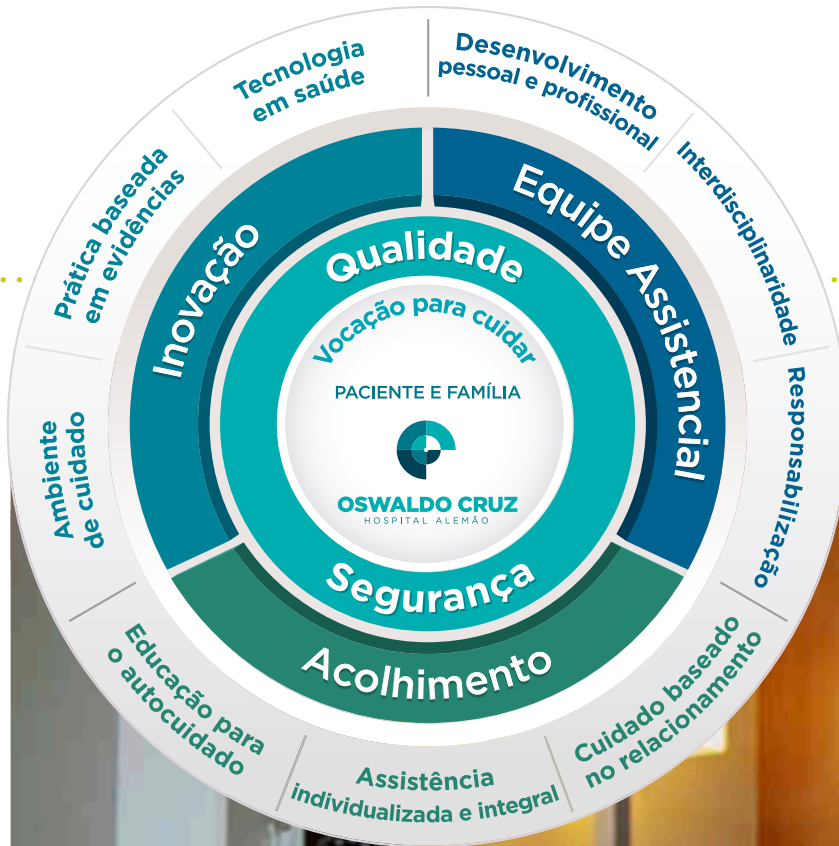 Tecnologia
em saúde
Desenvolvimento
pessoal e profissional
Interdisciplinaridade
Responsabilização
Cuidado baseado
no relacionamento
Assistência
individualizada e integral
Educação para
o autocuidado
Ambiente
de cuidado
Prática baseada
em evidências
Inovação
Equipe Assistencial
Acolhimento
Qualidade
Segurança
Vocação para cuidar
PACIENTE E FAMÍLIA
OSWALDO CRUZ
HOSPITAL ALEMÃO